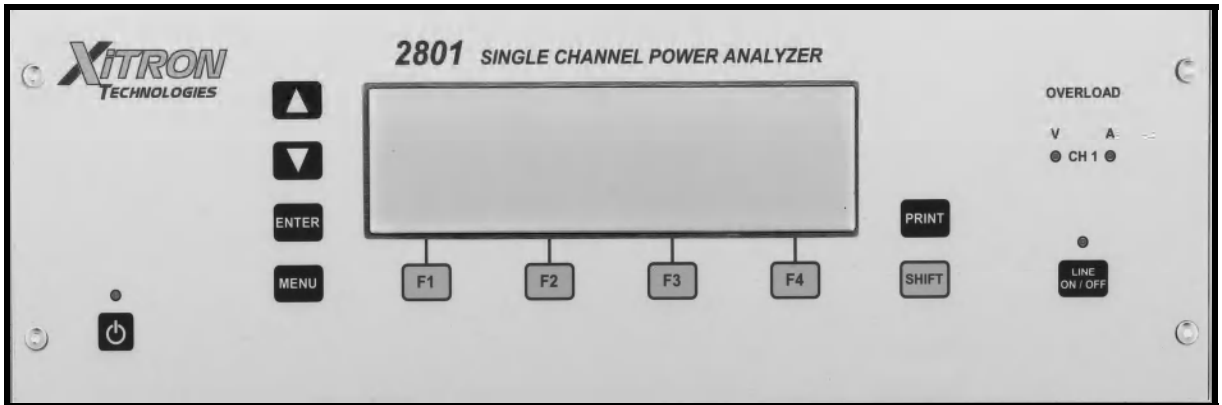 XiTRON
TECHNOLOGIES
2801 SINGLE CHANNEL POWER ANALYZER
OVERLOAD
V A
CH 1
ENTER
PRINT
MENU
F1
F2
F3
F4
SHIFT
LINE
ON / OFF